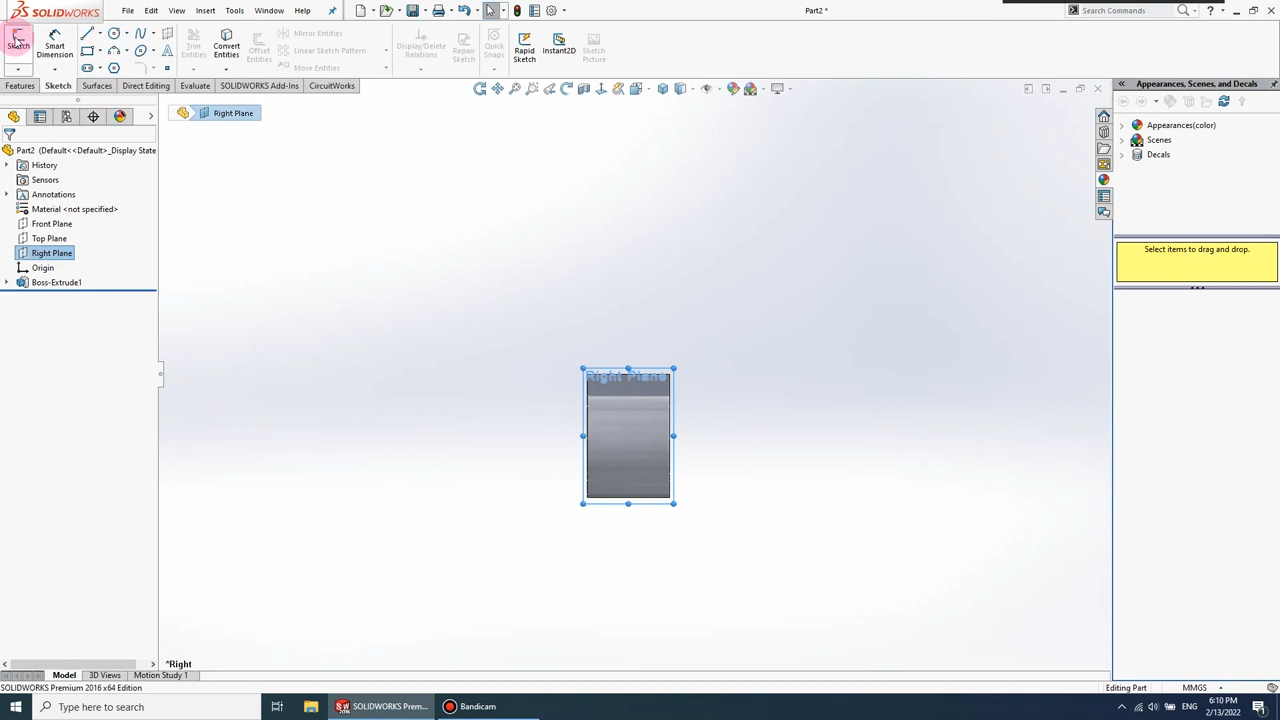 SOLIDWORKS File Edit View Insert Tools Window Help Part2 * Search Commands
Sketch Smart Dimension Trim Entities Convert Entities Offset Entities Mirror Entities Linear Sketch Pattern Move Entities Display/Delete Relations Repair Sketch Quick Snaps Rapid Sketch Instant2D Sketch Picture
Features Sketch Surfaces Direct Editing Evaluate SOLIDWORKS Add-Ins CircuitWorks
Appearances, Scenes, and Decals
Right Plane
Appearances(color)
Scenes
Decals
Part2 (Default<<Default>_Display State
History
Sensors
Annotations
Material <not specified>
Front Plane
Top Plane
Right Plane
Origin
Boss-Extrude1
Select items to drag and drop.
Right Plane
*Right
Model 3D Views Motion Study 1
SOLIDWORKS Premium 2016 x64 Edition Editing Part MMGS
Type here to search SOLIDWORKS Prem... Bandicam ENG 6:10 PM
2/13/2022